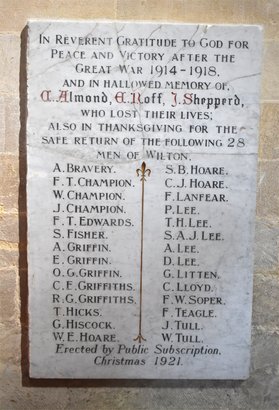 In Reverent Gratitude to God for
Peace and Victory after the
Great War 1914-1918.
and in hallowed memory of,
C. Almond, E. Roff, J. Shepperd,
who lost their lives;
also in thanksgiving for the
safe return of the following 28
men of Wilton.
A. Bravery.
F. T. Champion.
W. Champion.
J. Champion.
F. T. Edwards.
S. Fisher.
A. Griffin.
E. Griffin.
O. G. Griffin.
C. E. Griffiths.
R. G. Griffiths.
T. Hicks.
G. Hiscock.
W. E. Hoare.
S. B. Hoare.
C. J. Hoare.
F. Lanfear.
P. Lee.
T. H. Lee.
S. A. J. Lee.
A. Lee.
D. Lee.
G. Litten.
C. Lloyd.
F. W. Soper.
F. Teagle.
J. Tull.
W. Tull.
Erected by Public Subscription.
Christmas 1921.